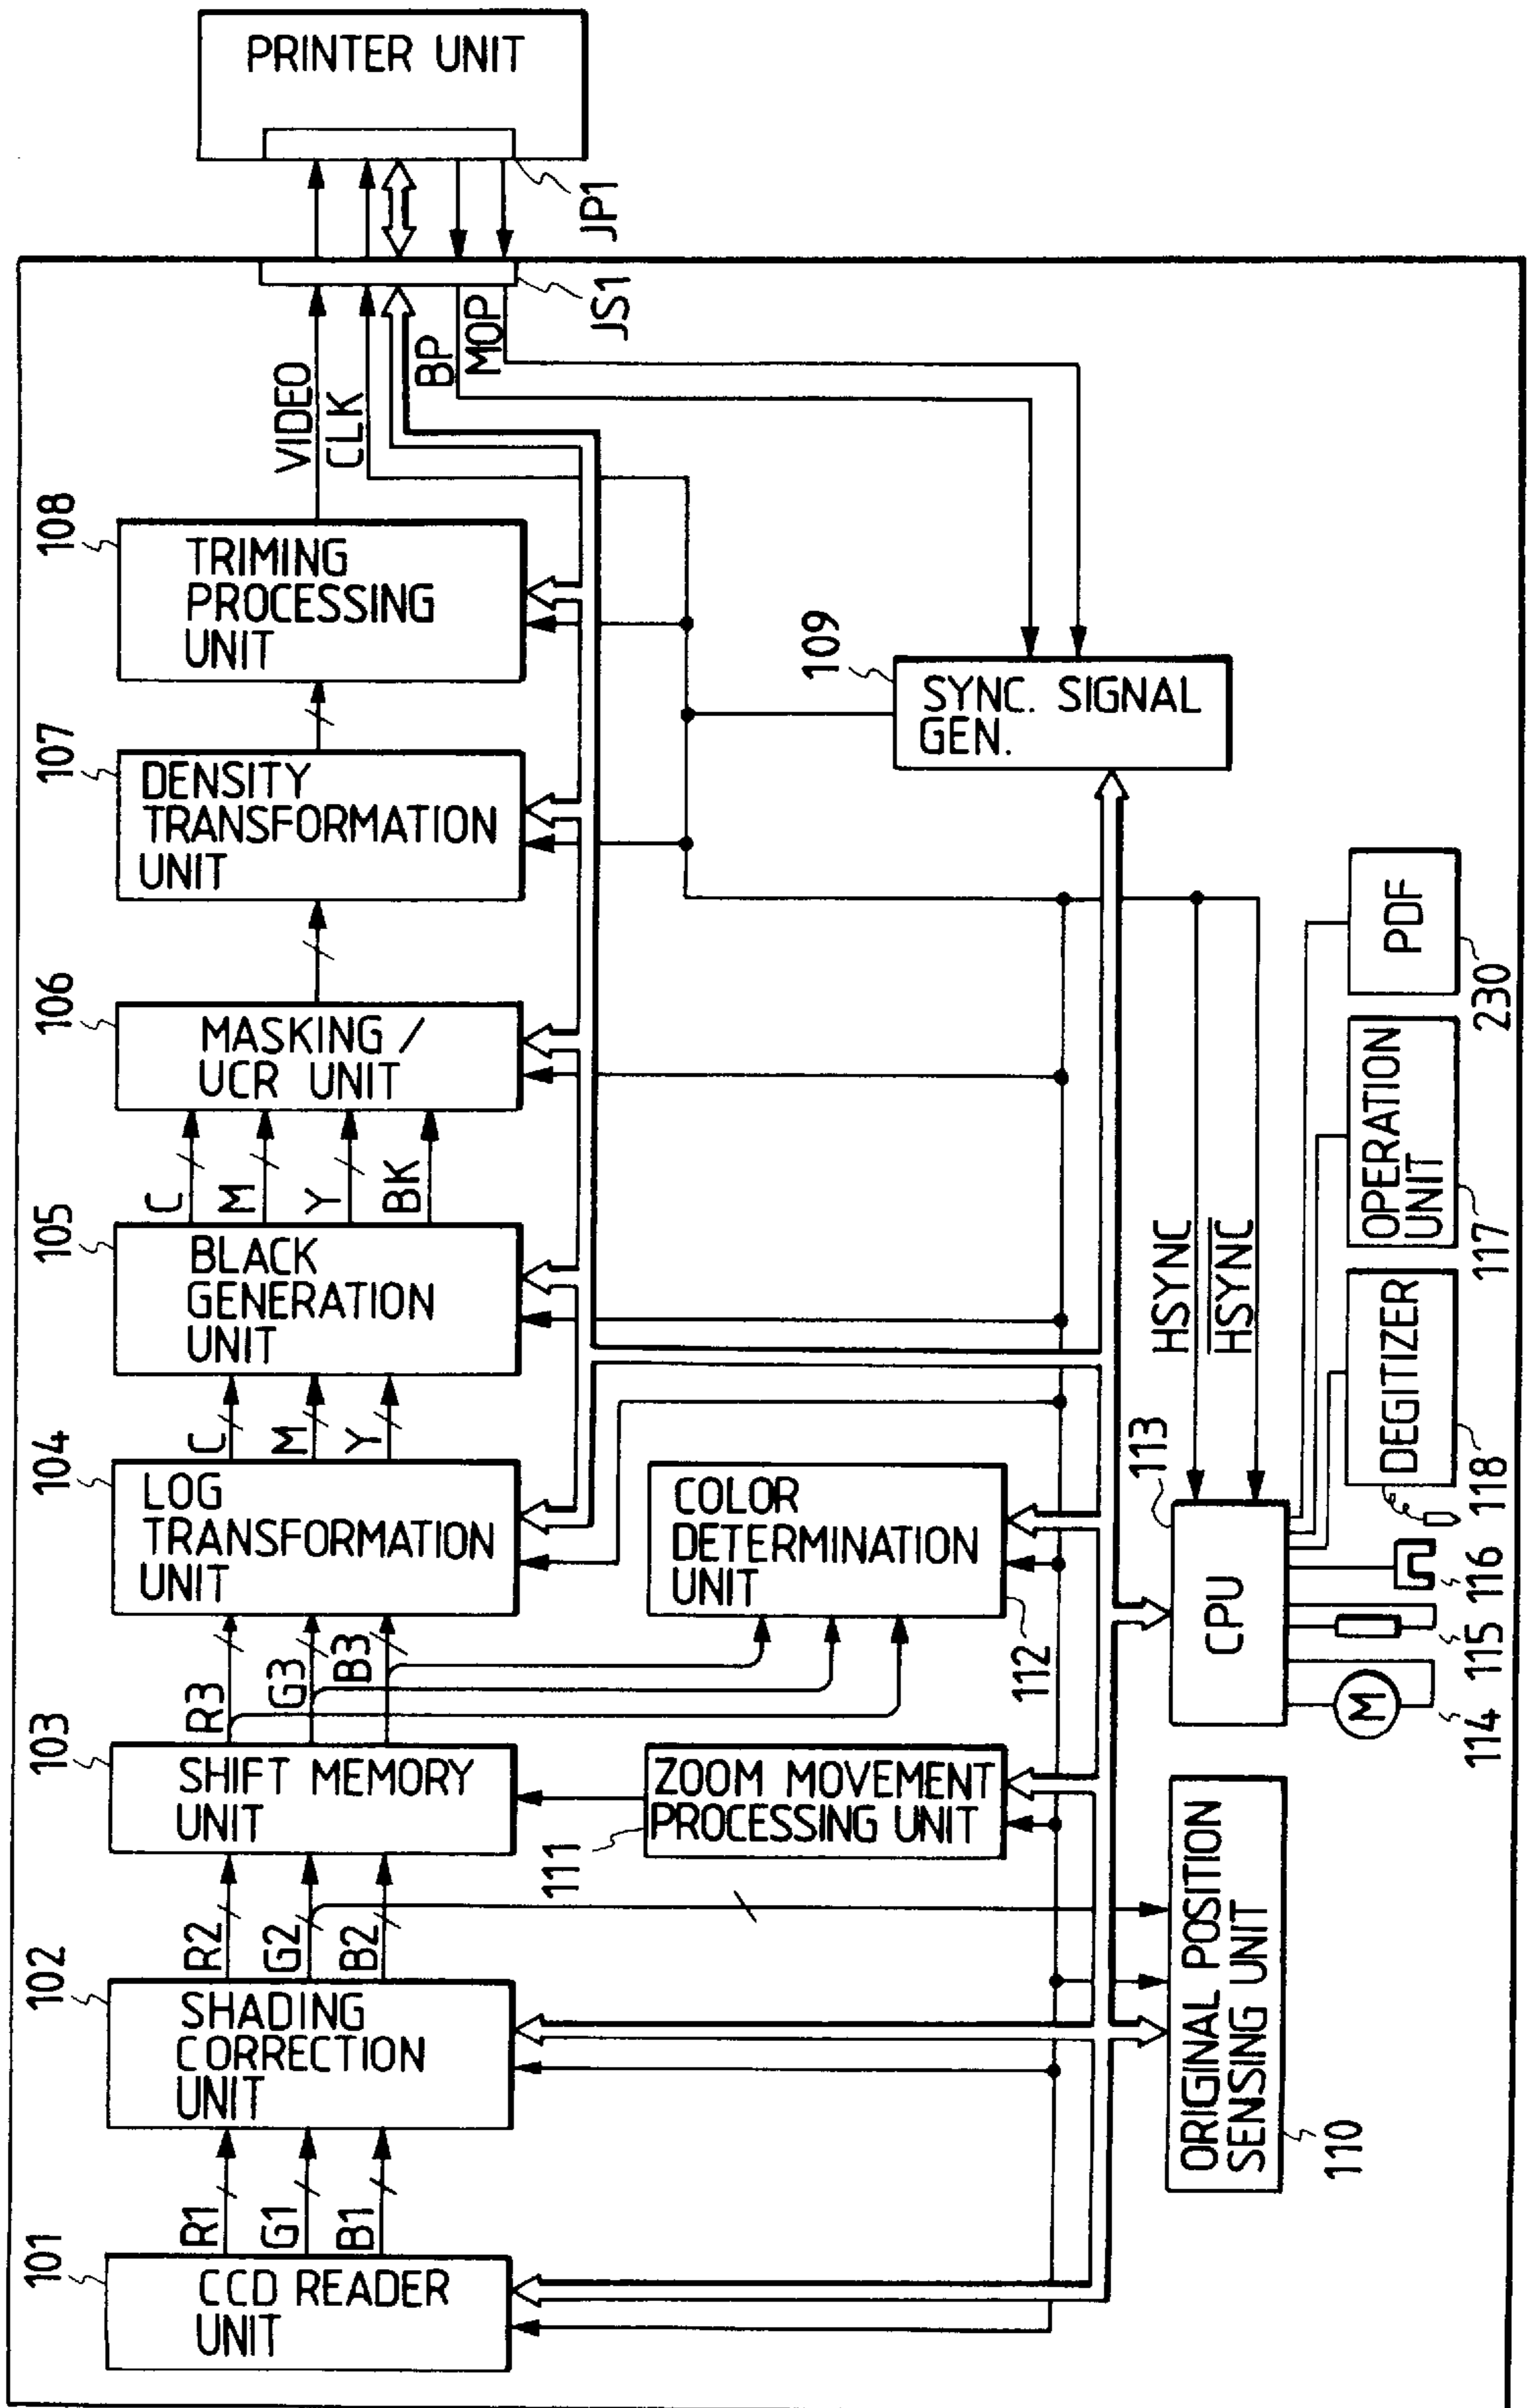 101
CCD READER
UNIT
R1
G1
B1
102
SHADING
CORRECTION
UNIT
R2
G2
B2
103
SHIFT MEMORY
UNIT
R3
G3
B3
104
LOG
TRANSFORMATION
UNIT
C
M
Y
105
BLACK
GENERATION
UNIT
C
M
Y
BK
106
MASKING /
UCR UNIT
107
DENSITY
TRANSFORMATION
UNIT
108
TRIMING
PROCESSING
UNIT
VIDEO
CLK
BP
MOP
JS1
JP1
PRINTER UNIT
111
ZOOM MOVEMENT
PROCESSING UNIT
COLOR
DETERMINATION
UNIT
112
109
SYNC. SIGNAL
GEN.
ORIGINAL POSITION
SENSING UNIT
110
113
CPU
HSYNC
HSYNC
M
114
115
116
DEGITIZER
118
OPERATION
UNIT
117
PDF
230